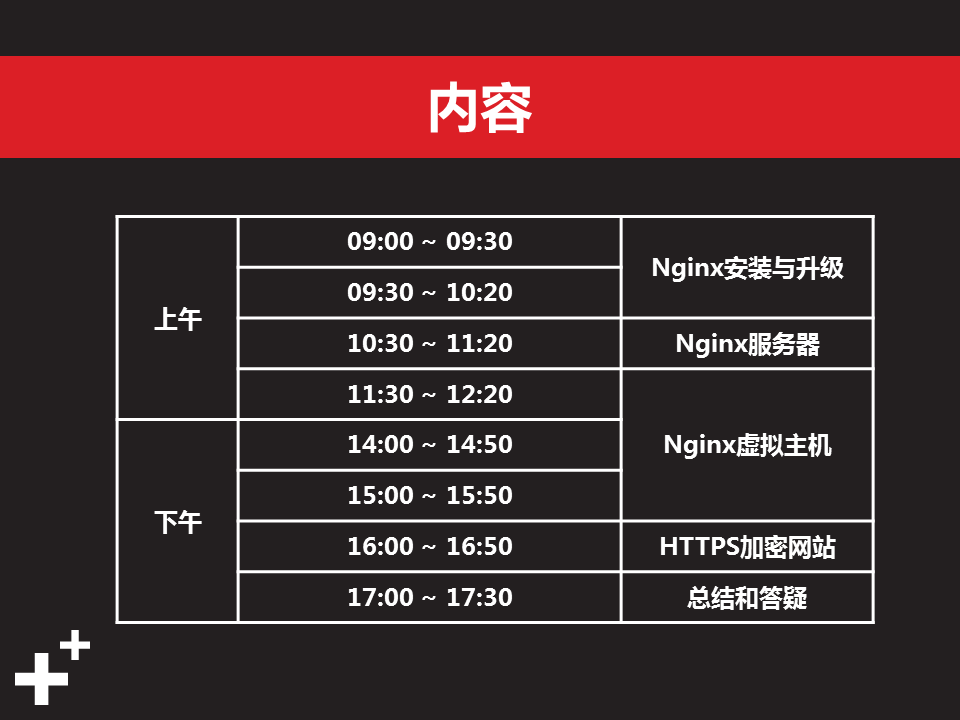 内容
上午
09:00 ~ 09:30
Nginx安装与升级
09:30 ~ 10:20
10:30 ~ 11:20
Nginx服务器
11:30 ~ 12:20
Nginx虚拟主机
下午
14:00 ~ 14:50
15:00 ~ 15:50
16:00 ~ 16:50
HTTPS加密网站
17:00 ~ 17:30
总结和答疑